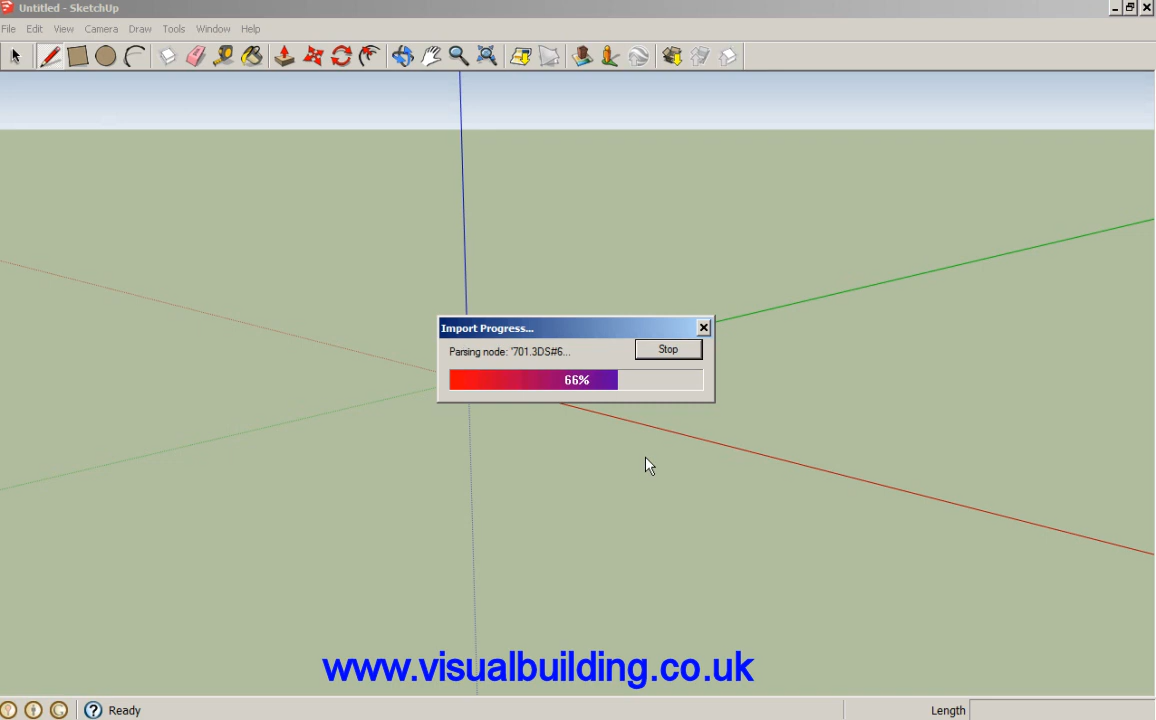 Untitled - SketchUp
File Edit View Camera Draw Tools Window Help
Import Progress...
Parsing node: '701.3DS#6...
Stop
66%
www.visualbuilding.co.uk
Ready
Length